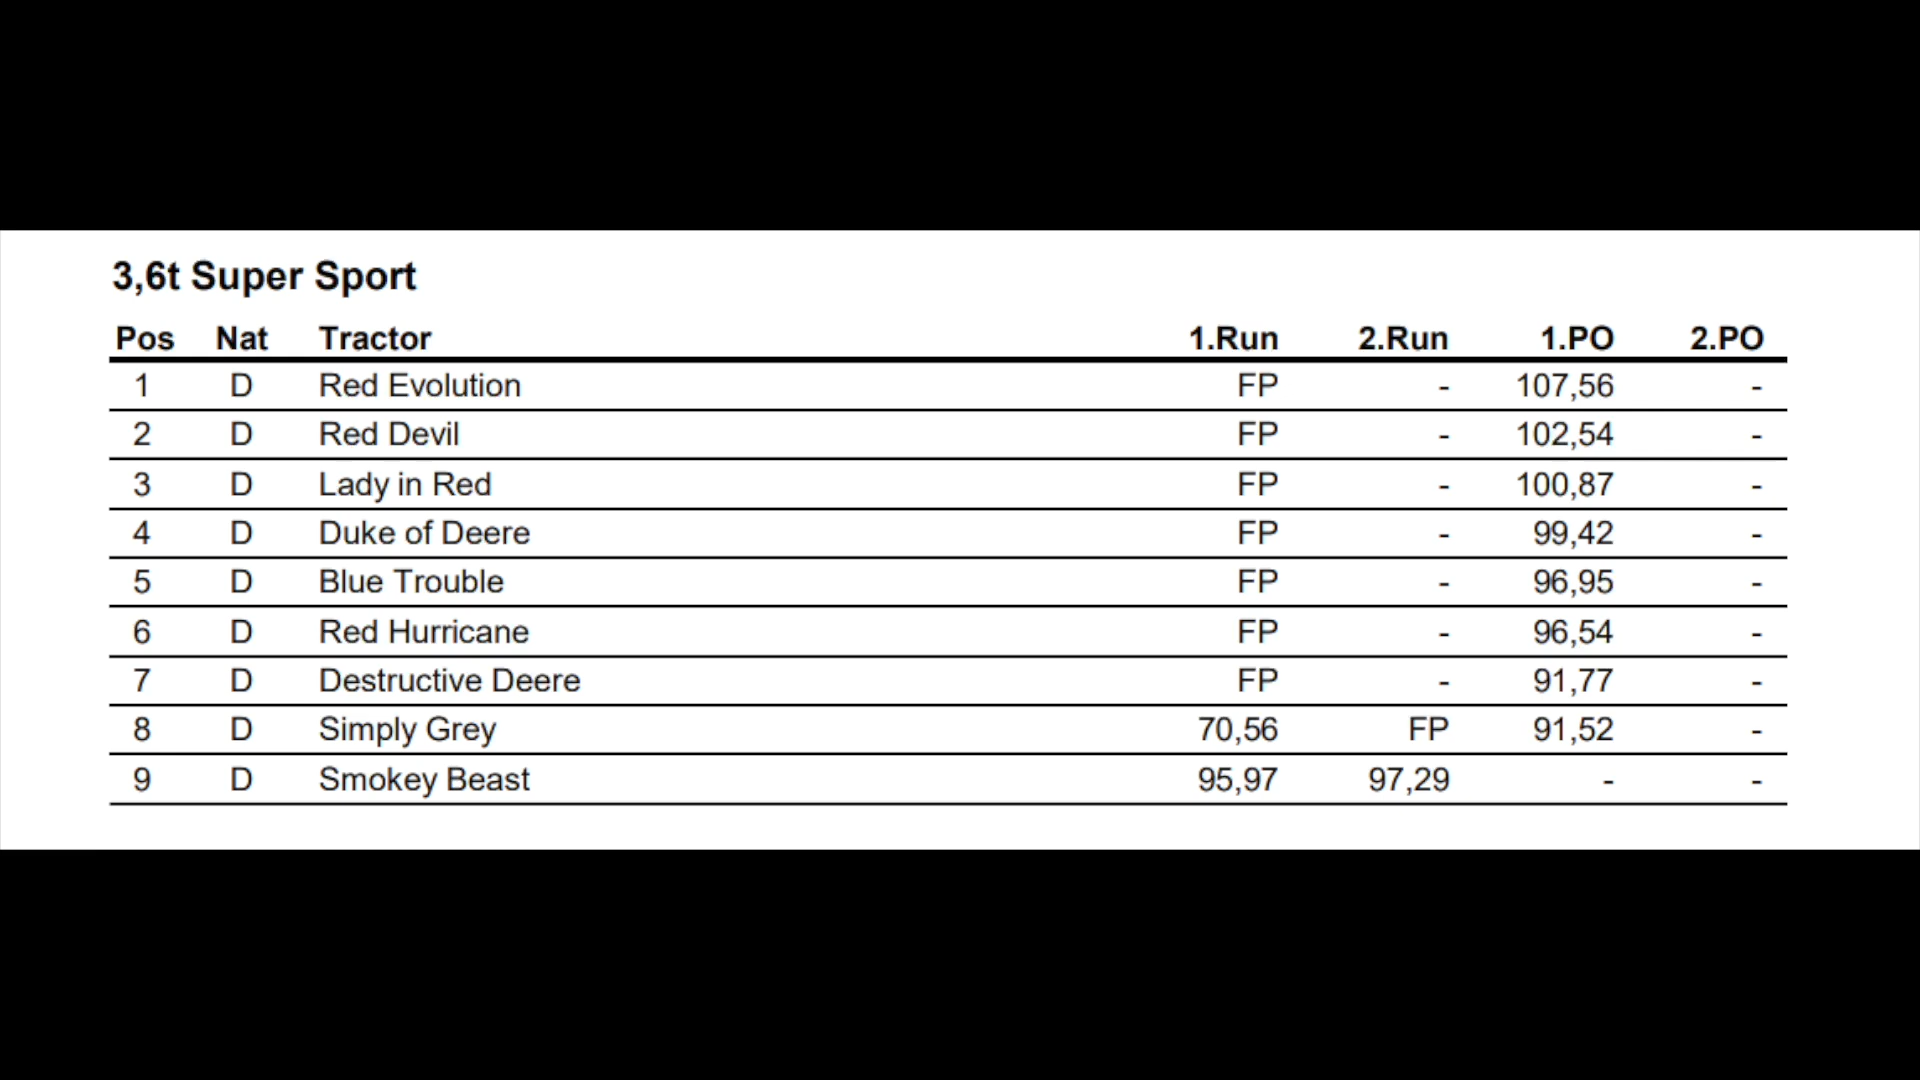 3,6t Super Sport
Pos Nat Tractor 1.Run 2.Run 1.PO 2.PO
1 D Red Evolution FP - 107,56 -
2 D Red Devil FP - 102,54 -
3 D Lady in Red FP - 100,87 -
4 D Duke of Deere FP - 99,42 -
5 D Blue Trouble FP - 96,95 -
6 D Red Hurricane FP - 96,54 -
7 D Destructive Deere FP - 91,77 -
8 D Simply Grey 70,56 FP 91,52 -
9 D Smokey Beast 95,97 97,29 - -